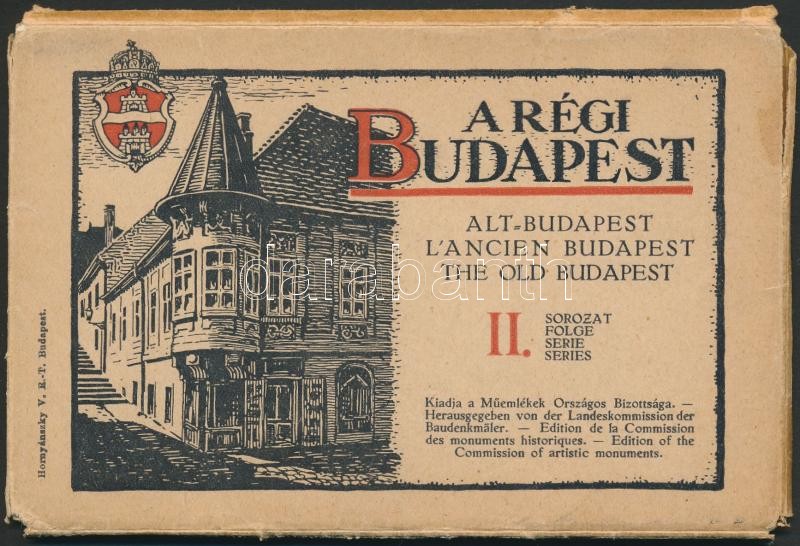 A RÉGI
BUDAPEST
ALT=BUDAPEST
L'ANCIEN BUDAPEST
THE OLD BUDAPEST
II. SOROZAT
FOLGE
SERIE
SERIES
Kiadja a Műemlékek Országos Bizottsága. —
Herausgegeben von der Landeskommission der
Baudenkmäler. — Edition de la Commission
des monuments historiques. — Edition of the
Commission of artistic monuments.
Hornyánszky V. R.-T. Budapest.
darabanth